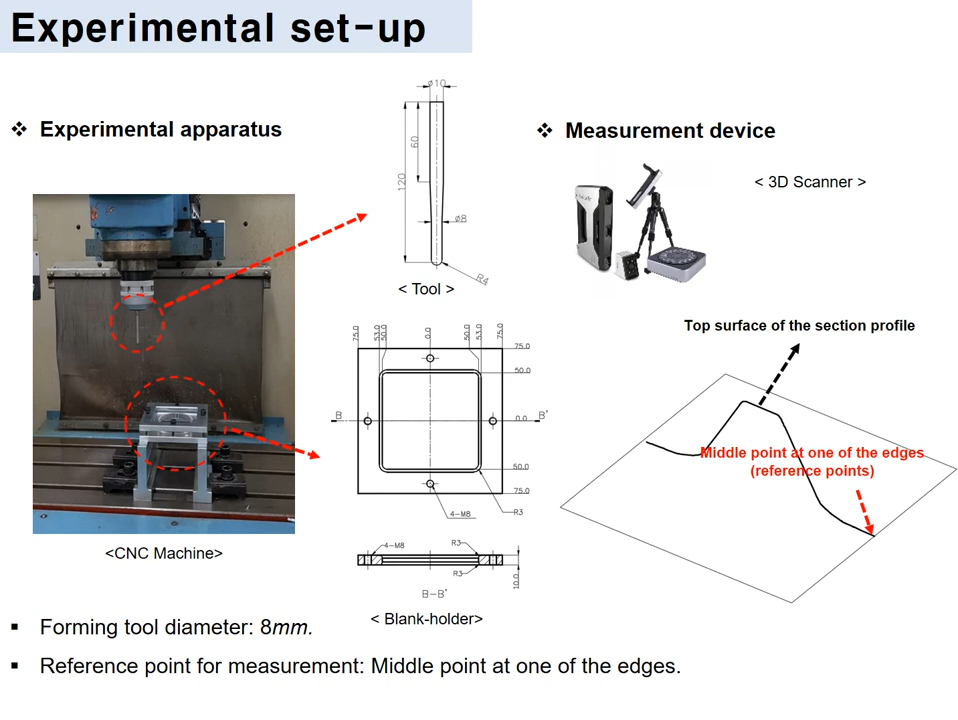 Experimental set-up
❖ Experimental apparatus
ø10
60
120
ø8
R4
< Tool >
❖ Measurement device
< 3D Scanner >
<CNC Machine>
75.0
53.0
50.0
0.0
50.0
53.0
75.0
75.0
50.0
B
0.0
B'
50.0
75.0
4-M8
R3
4-M8
R3
R3
10.0
B-B'
< Blank-holder>
Top surface of the section profile
Middle point at one of the edges
(reference points)
▪ Forming tool diameter: 8mm.
▪ Reference point for measurement: Middle point at one of the edges.